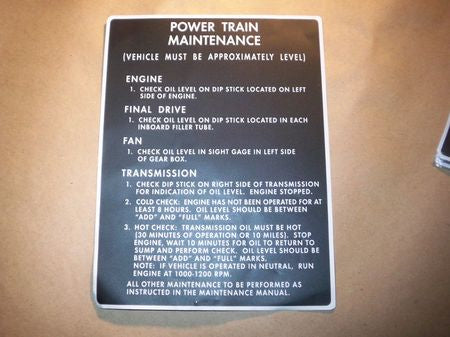 POWER TRAIN
MAINTENANCE
(VEHICLE MUST BE APPROXIMATELY LEVEL)
ENGINE
1. CHECK OIL LEVEL ON DIP STICK LOCATED ON LEFT
SIDE OF ENGINE.
FINAL DRIVE
1. CHECK OIL LEVEL ON DIP STICK LOCATED IN EACH
INBOARD FILLER TUBE.
FAN
1. CHECK OIL LEVEL IN SIGHT GAGE IN LEFT SIDE
OF GEAR BOX.
TRANSMISSION
1. CHECK DIP STICK ON RIGHT SIDE OF TRANSMISSION
FOR INDICATION OF OIL LEVEL. ENGINE STOPPED.
2. COLD CHECK: ENGINE HAS NOT BEEN OPERATED FOR AT
LEAST 8 HOURS. OIL LEVEL SHOULD BE BETWEEN
"ADD" AND "FULL" MARKS.
3. HOT CHECK: TRANSMISSION OIL MUST BE HOT
(30 MINUTES OF OPERATION OR 10 MILES). STOP
ENGINE, WAIT 10 MINUTES FOR OIL TO RETURN TO
SUMP AND PERFORM CHECK. OIL LEVEL SHOULD BE
BETWEEN "ADD" AND "FULL" MARKS.
NOTE: IF VEHICLE IS OPERATED IN NEUTRAL, RUN
ENGINE AT 1000-1200 RPM.
ALL OTHER MAINTENANCE TO BE PERFORMED AS
INSTRUCTED IN THE MAINTENANCE MANUAL.